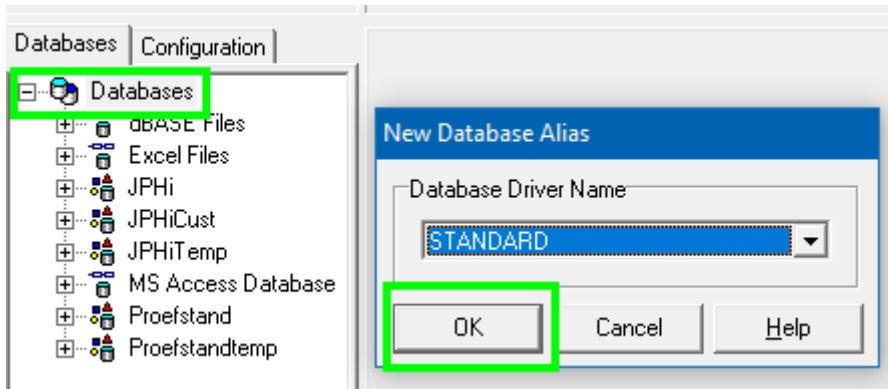 Databases Configuration
Databases
dBASE Files
Excel Files
JPHi
JPHiCust
JPHiTemp
MS Access Database
Proefstand
Proefstandtemp
New Database Alias
Database Driver Name
STANDARD
OK Cancel Help